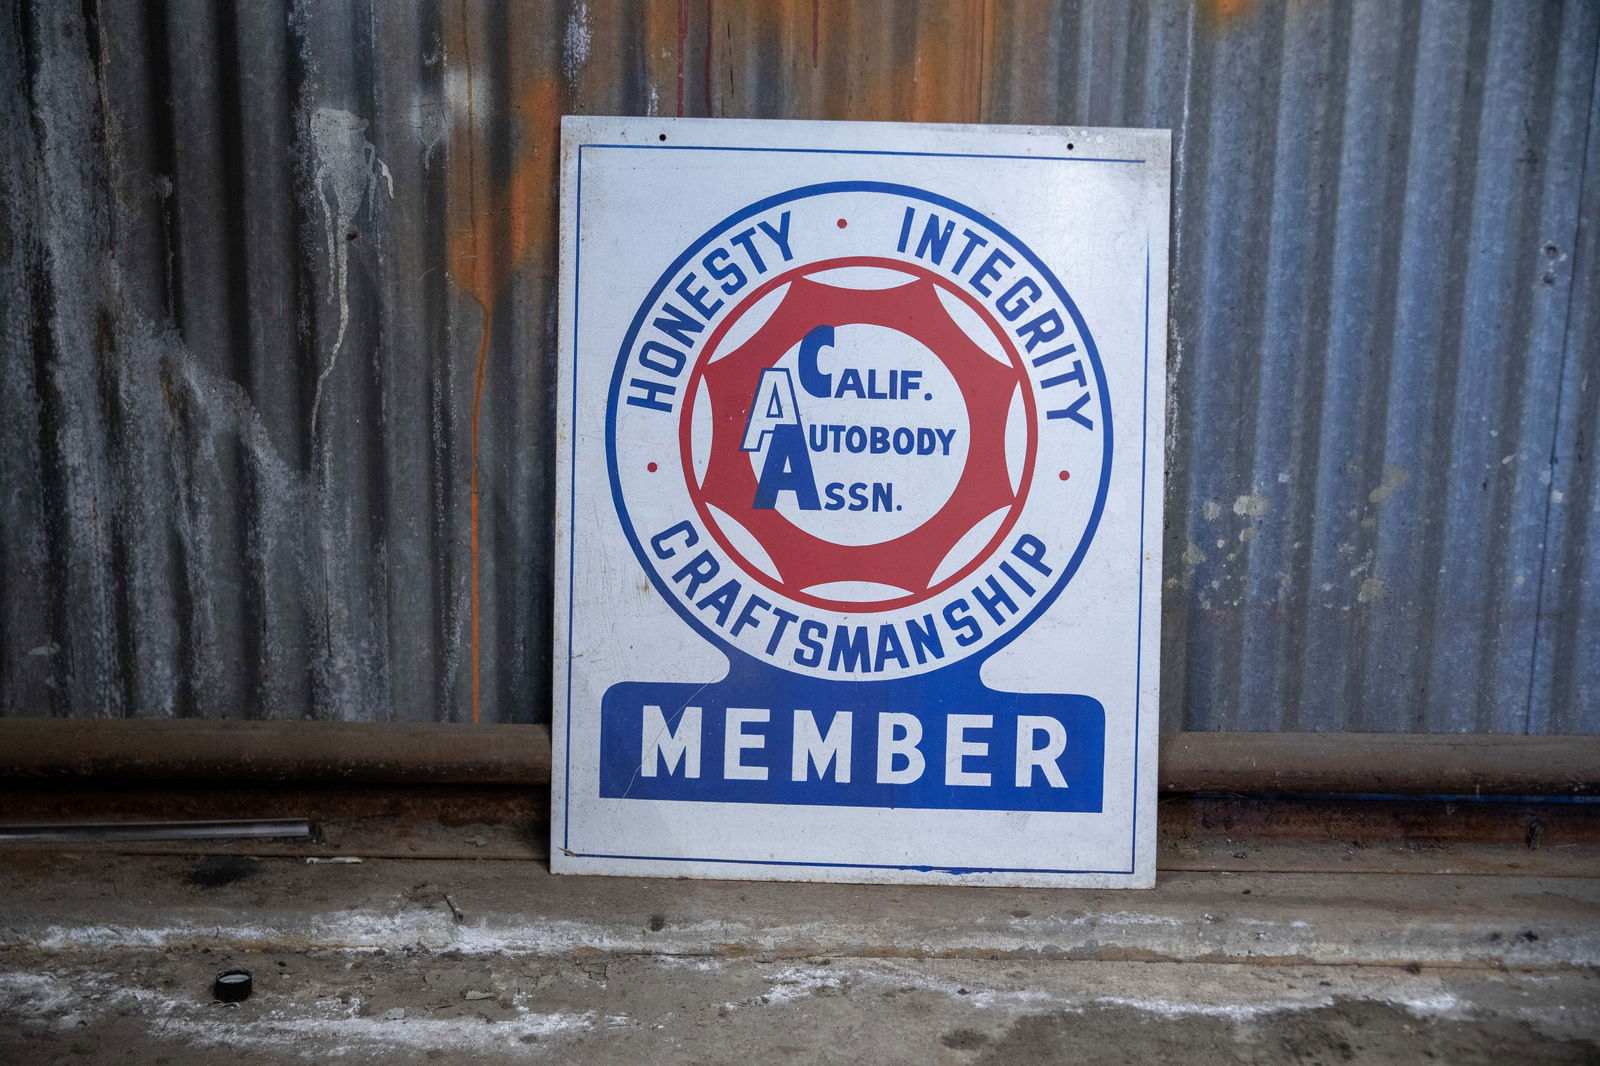 HONESTY • INTEGRITY
CALIF.
AUTOBODY
ASSN.
• CRAFTSMANSHIP •
MEMBER